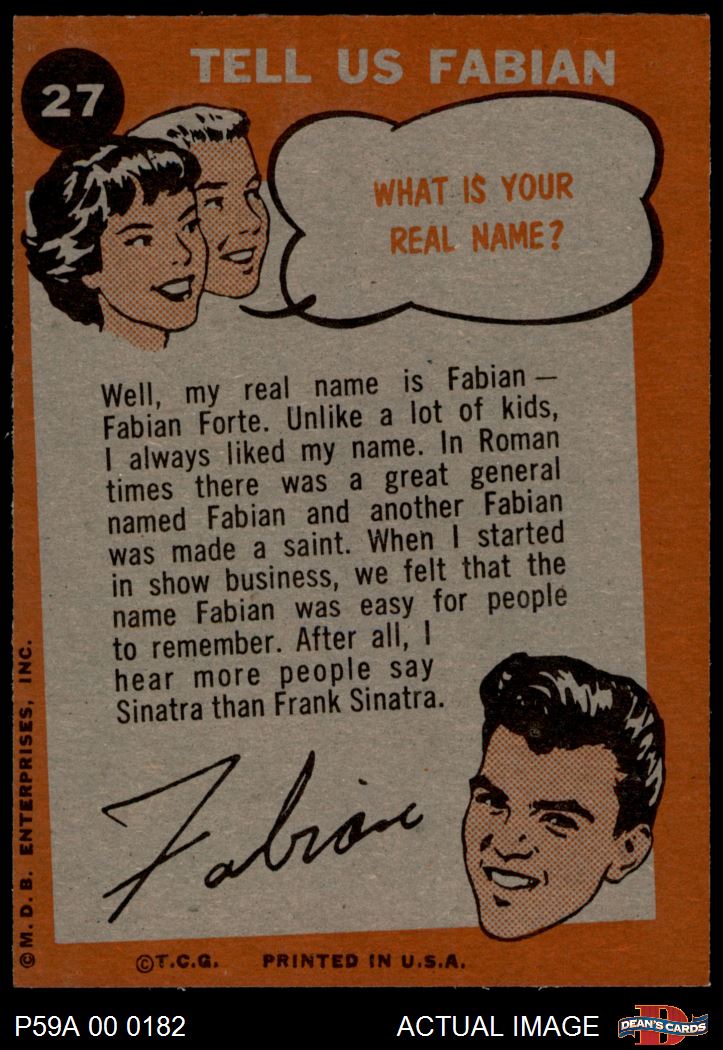 27
TELL US FABIAN
WHAT IS YOUR
REAL NAME?
Well, my real name is Fabian —
Fabian Forte. Unlike a lot of kids,
I always liked my name. In Roman
times there was a great general
named Fabian and another Fabian
was made a saint. When I started
in show business, we felt that the
name Fabian was easy for people
to remember. After all, I
hear more people say
Sinatra than Frank Sinatra.
Fabian
© M. D. B. ENTERPRISES, INC.
© T.C.G. PRINTED IN U.S.A.
P59A 00 0182
ACTUAL IMAGE
D
DEAN'S CARDS